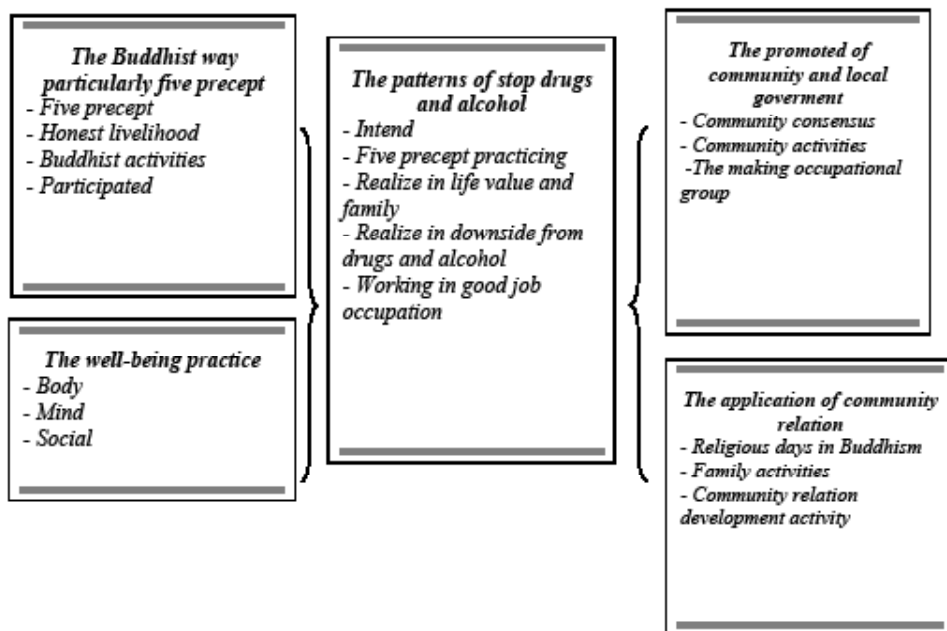 The Buddhist way
particularly five precept
- Five precept
- Honest livelihood
- Buddhist activities
- Participated
The well-being practice
- Body
- Mind
- Social
The patterns of stop drugs
and alcohol
- Intend
- Five precept practicing
- Realize in life value and
family
- Realize in downside from
drugs and alcohol
- Working in good job
occupation
The promoted of
community and local
goverment
- Community consensus
- Community activities
-The making occupational
group
The application of community
relation
- Religious days in Buddhism
- Family activities
- Community relation
development activity